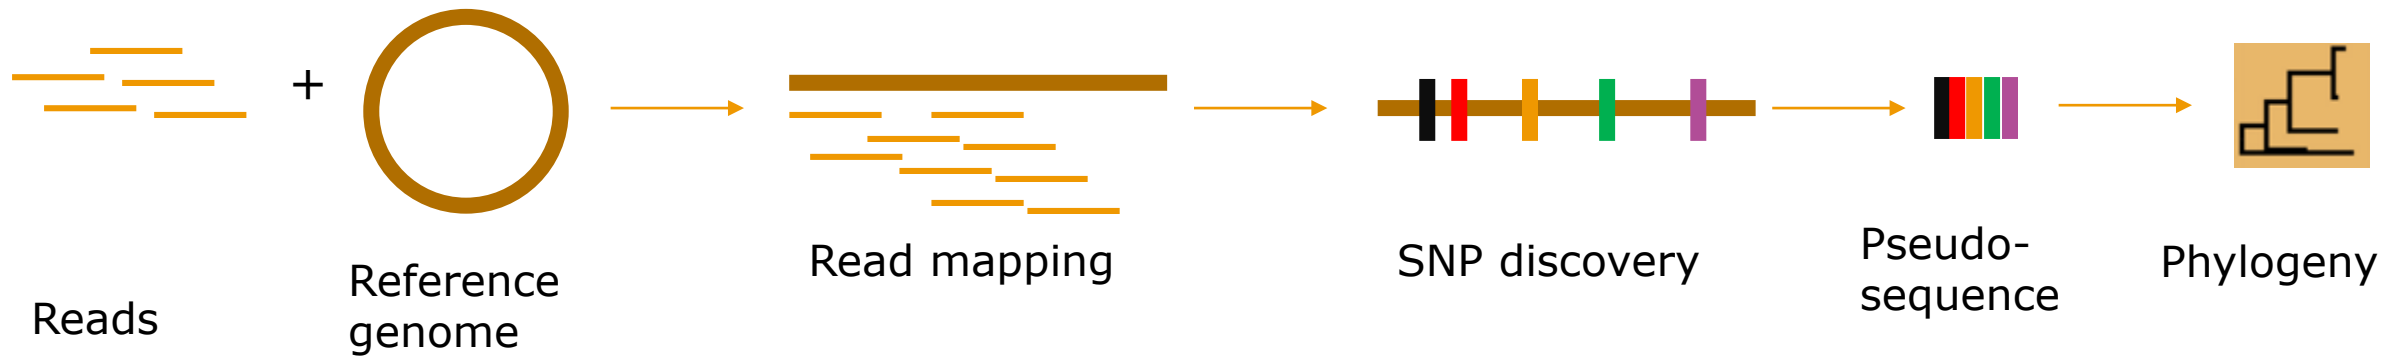 +
Reads
Reference
genome
Read mapping
SNP discovery
Pseudo-
sequence
Phylogeny